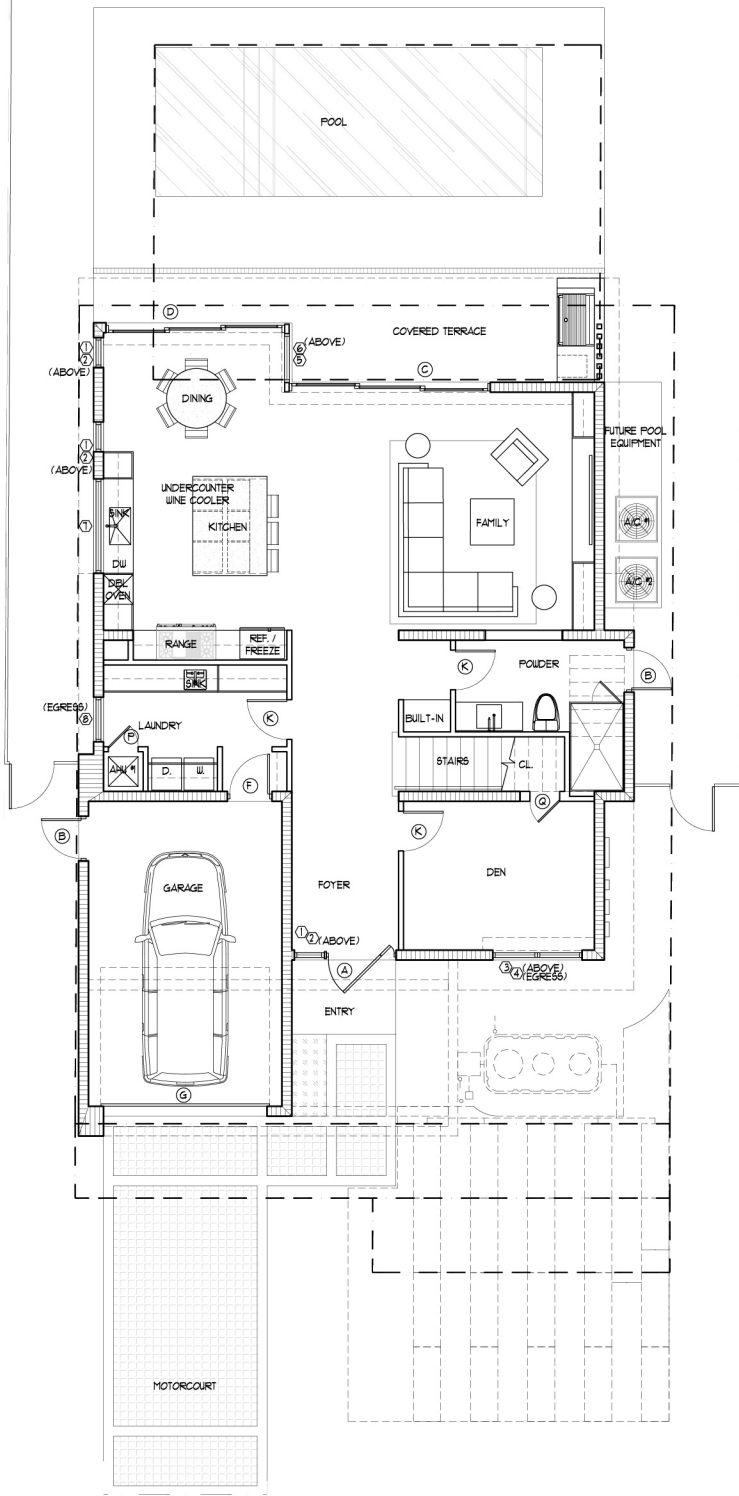 POOL
D
6 (ABOVE)
5
COVERED TERRACE
1
2
(ABOVE)
C
DINING
1
2
(ABOVE)
FUTURE POOL
EQUIPMENT
UNDERCOUNTER
WINE COOLER
SINK
KITCHEN
FAMILY
A/C #1
7
DW
DBL
OVEN
A/C #2
RANGE
REF. /
FREEZE
K
POWDER
B
SINK
(EGRESS)
8
LAUNDRY
K
BUILT-IN
P
AHU #1
D.
W.
STAIRS
CL.
F
Q
B
K
GARAGE
FOYER
DEN
1
2 (ABOVE)
A
3 (ABOVE)
4 (EGRESS)
ENTRY
G
MOTORCOURT